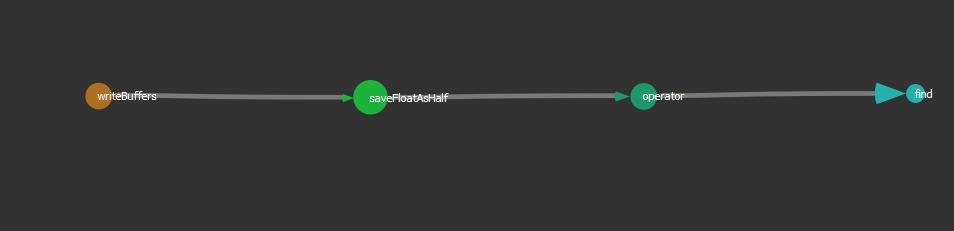 writeBuffers
saveFloatAsHalf
operator
find